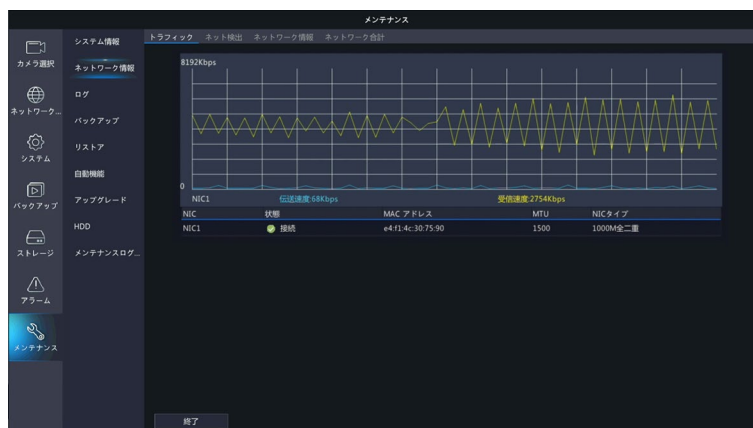 メンテナンス
カメラ選択
ネットワーク...
システム
バックアップ
ストレージ
アラーム
メンテナンス
システム情報
ネットワーク情報
ログ
バックアップ
リストア
自動機能
アップグレード
HDD
メンテナンスログ...
トラフィック ネット検出 ネットワーク情報 ネットワーク合計
8192Kbps
0
NIC1 伝送速度:68Kbps 受信速度:2754Kbps
NIC 状態 MAC アドレス MTU NICタイプ
NIC1 接続 e4:f1:4c:30:75:90 1500 1000M全二重
終了